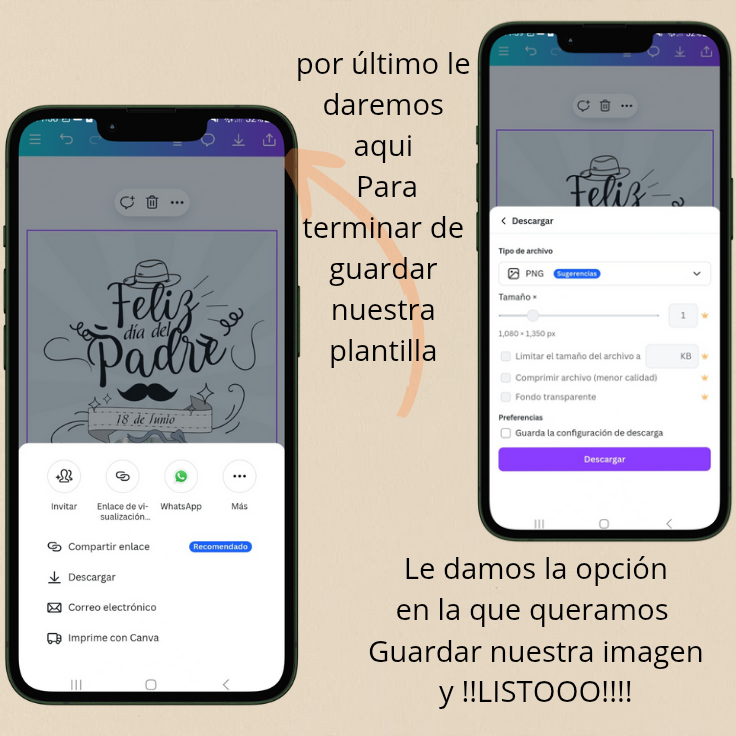 por último le
daremos
aqui
Para
terminar de
guardar
nuestra
plantilla
Feliz
día del
Padre
18 de Junio
Invitar
Enlace de vi-
sualización...
WhatsApp
Más
Compartir enlace
Recomendado
Descargar
Correo electrónico
Imprime con Canva
Feliz
Descargar
Tipo de archivo
PNG
Sugerencias
Tamaño ×
1
1,080 × 1,350 px
Limitar el tamaño del archivo a
KB
Comprimir archivo (menor calidad)
Fondo transparente
Preferencias
Guarda la configuración de descarga
Descargar
Le damos la opción
en la que queramos
Guardar nuestra imagen
y !!LISTOOO!!!!